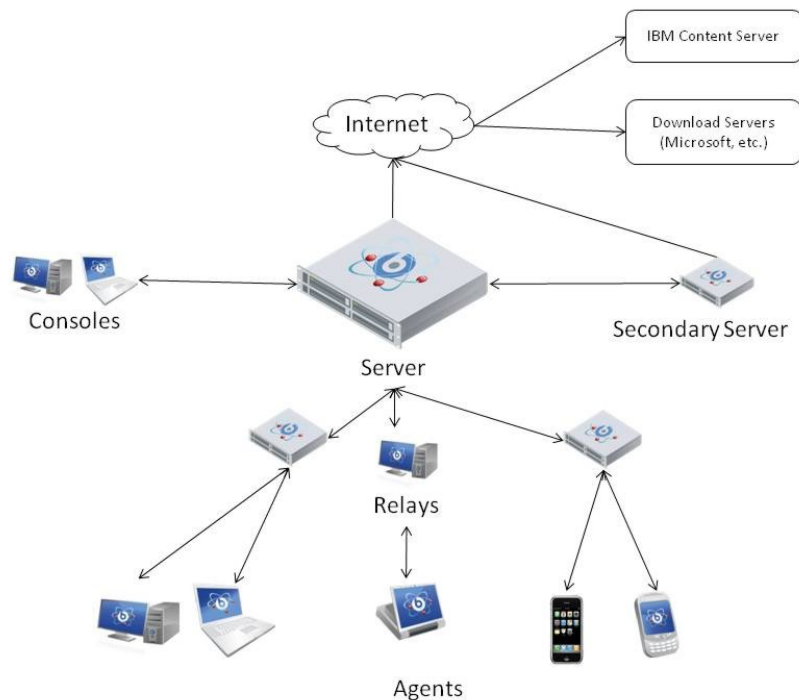 IBM Content Server
Internet
Download Servers
(Microsoft, etc.)
Consoles
Secondary Server
Server
Relays
Agents